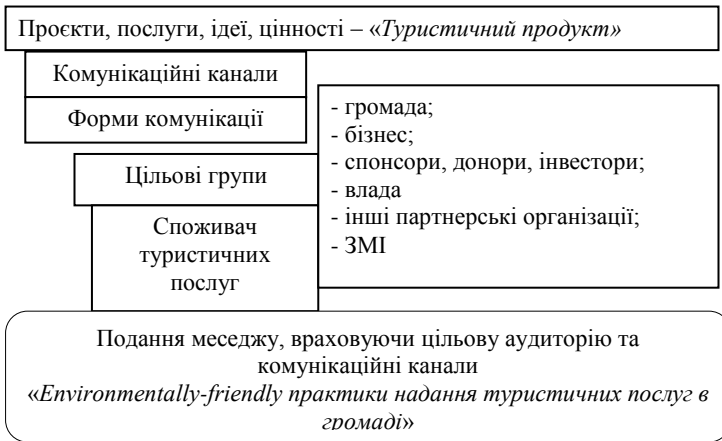 Проєкти, послуги, ідеї, цінності – «Туристичний продукт»
Комунікаційні канали
Форми комунікації
Цільові групи
Споживач
туристичних
послуг
- громада;
- бізнес;
- спонсори, донори, інвестори;
- влада
- інші партнерські організації;
- ЗМІ
Подання меседжу, враховуючи цільову аудиторію та
комунікаційні канали
«Environmentally-friendly практики надання туристичних послуг в
громаді»